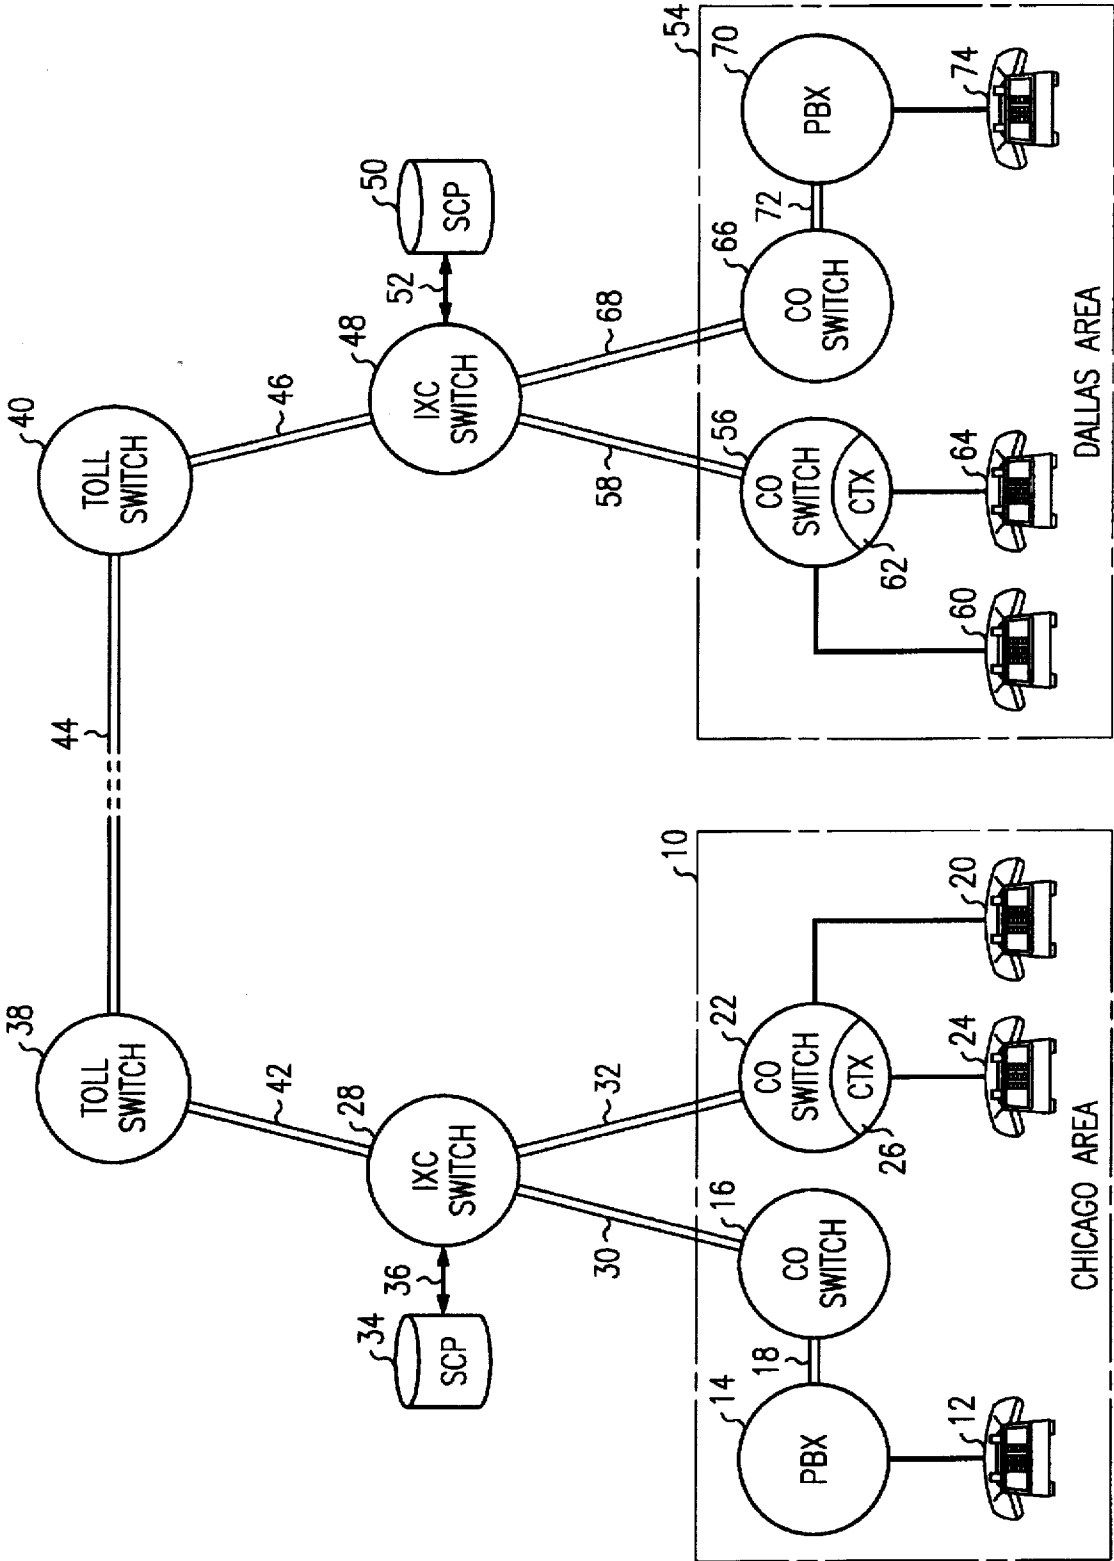 38
TOLL
SWITCH
40
TOLL
SWITCH
44
42
46
34
SCP
36
28
IXC
SWITCH
48
IXC
SWITCH
52
50
SCP
30
32
58
68
10
54
14
PBX
18
16
CO
SWITCH
22
CO
SWITCH
CTX
26
56
CO
SWITCH
CTX
62
66
CO
SWITCH
72
70
PBX
12
24
20
60
64
74
CHICAGO AREA
DALLAS AREA